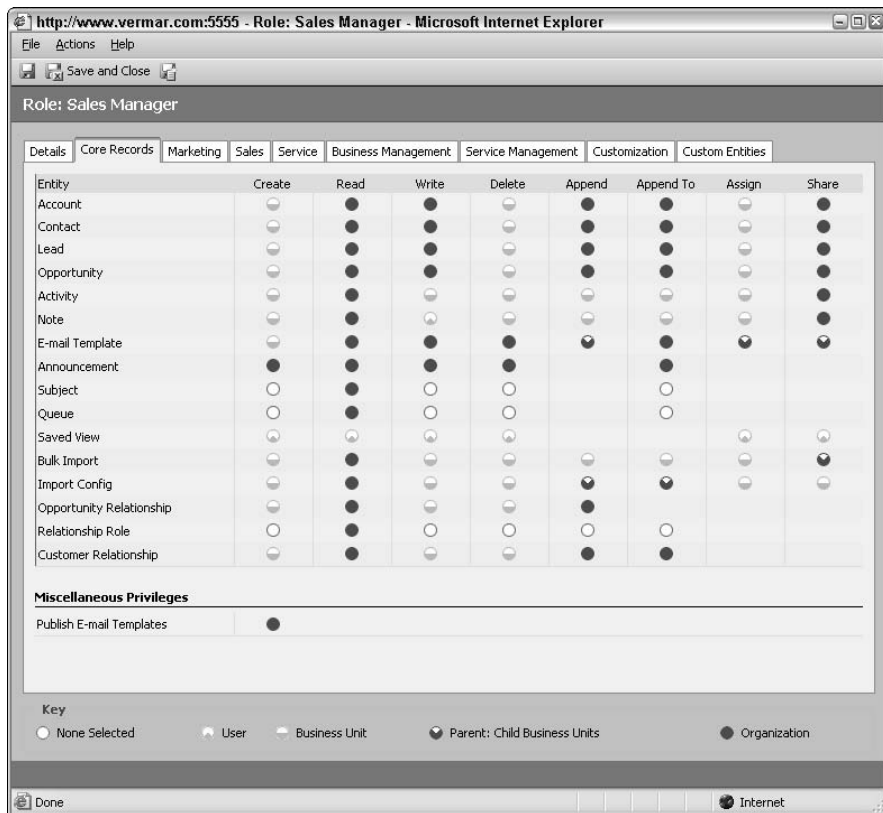 http://www.vermar.com:5555 - Role: Sales Manager - Microsoft Internet Explorer
File Actions Help
Save and Close
Role: Sales Manager
Details Core Records Marketing Sales Service Business Management Service Management Customization Custom Entities
Entity Create Read Write Delete Append Append To Assign Share
Account
Contact
Lead
Opportunity
Activity
Note
E-mail Template
Announcement
Subject
Queue
Saved View
Bulk Import
Import Config
Opportunity Relationship
Relationship Role
Customer Relationship
Miscellaneous Privileges
Publish E-mail Templates
Key
None Selected User Business Unit Parent: Child Business Units Organization
Done Internet